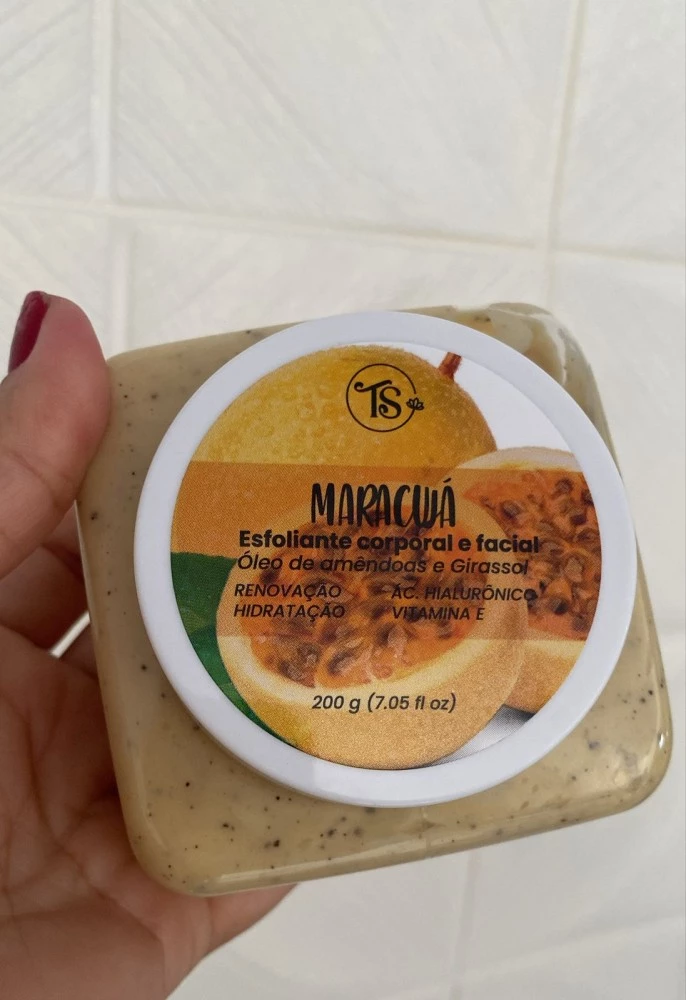 TS
MARACUJÁ
Esfoliante corporal e facial
Óleo de amêndoas e Girassol
RENOVAÇÃO ÁC. HIALURÔNICO
HIDRATAÇÃO VITAMINA E
200 g (7.05 fl oz)